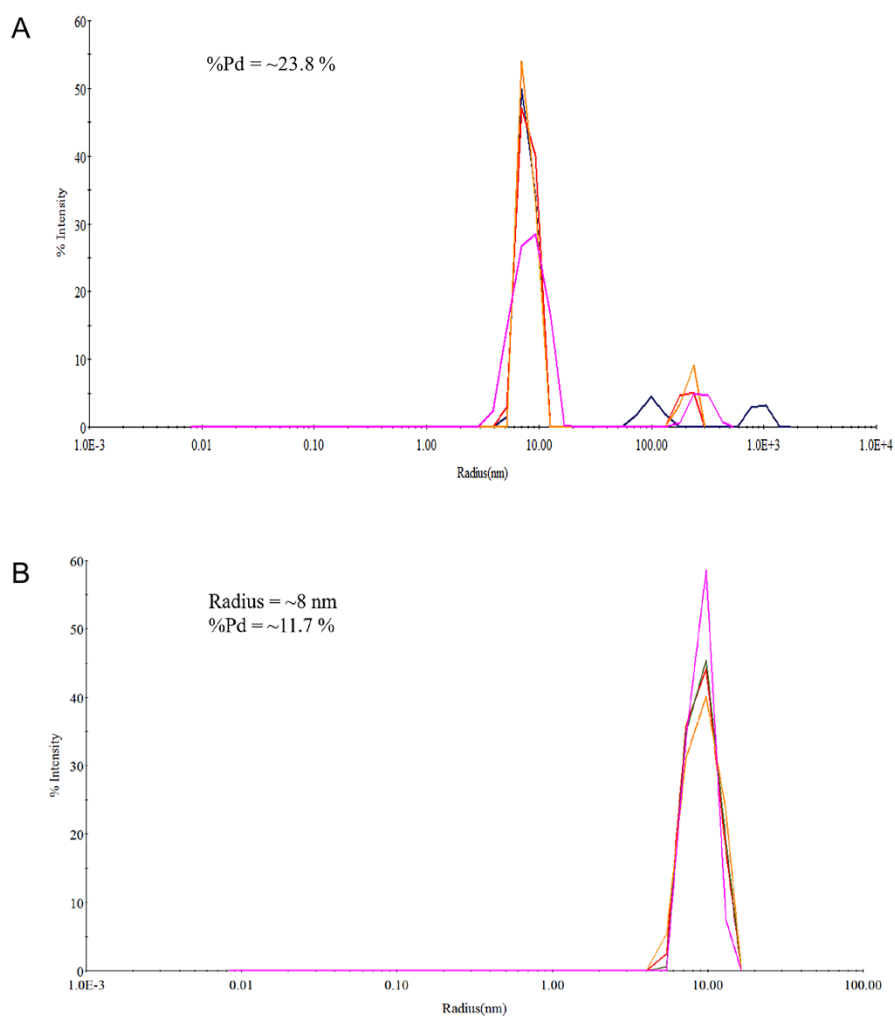 A
60
50
40
30
20
10
0
% Intensity
%Pd = ~23.8 %
1.0E-3
0.01
0.10
1.00
10.00
100.00
1.0E+3
1.0E+4
Radius(nm)
B
60
50
40
30
20
10
0
% Intensity
Radius = ~8 nm
%Pd = ~11.7 %
1.0E-3
0.01
0.10
1.00
10.00
100.00
Radius(nm)